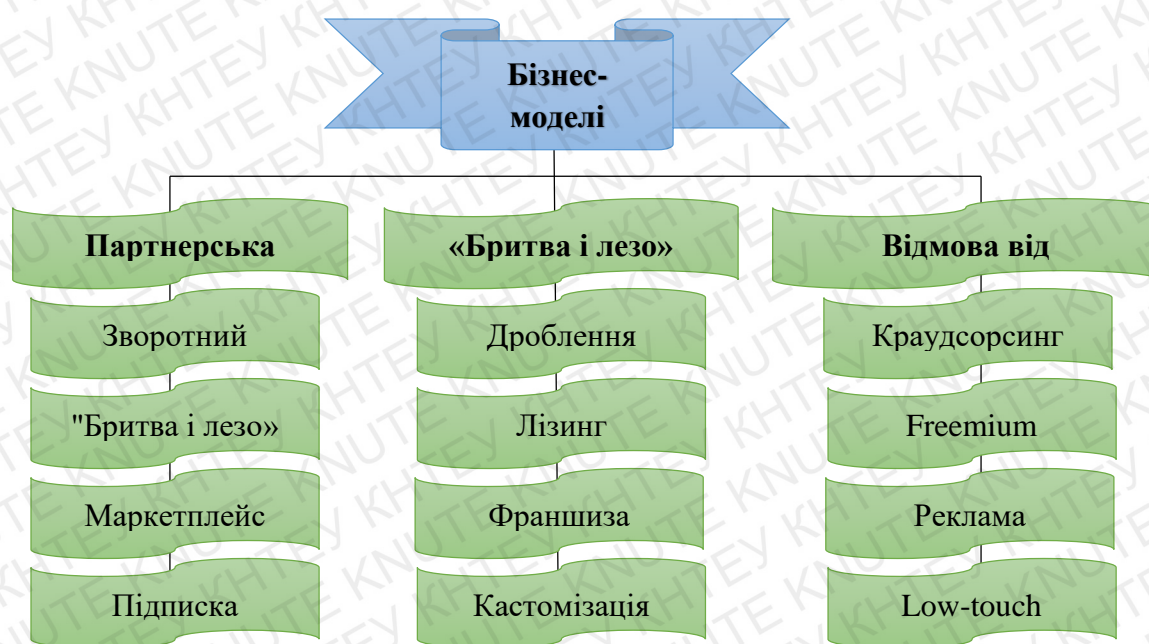 Бізнес-
моделі
Партнерська
«Бритва і лезо»
Відмова від
Зворотний
Дроблення
Краудсорсинг
"Бритва і лезо»
Лізинг
Freemium
Маркетплейс
Франшиза
Реклама
Підписка
Кастомізація
Low-touch